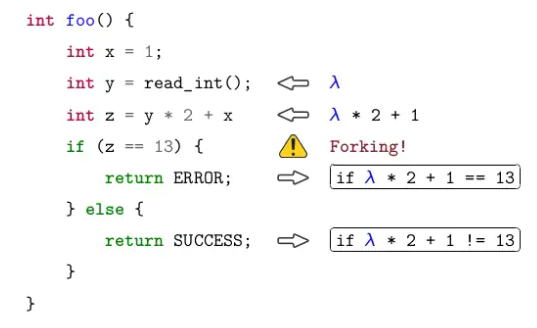 int foo() {
int x = 1;
int y = read_int(); λ
int z = y * 2 + x λ * 2 + 1
if (z == 13) { Forking!
return ERROR; if λ * 2 + 1 == 13
} else {
return SUCCESS; if λ * 2 + 1 != 13
}
}